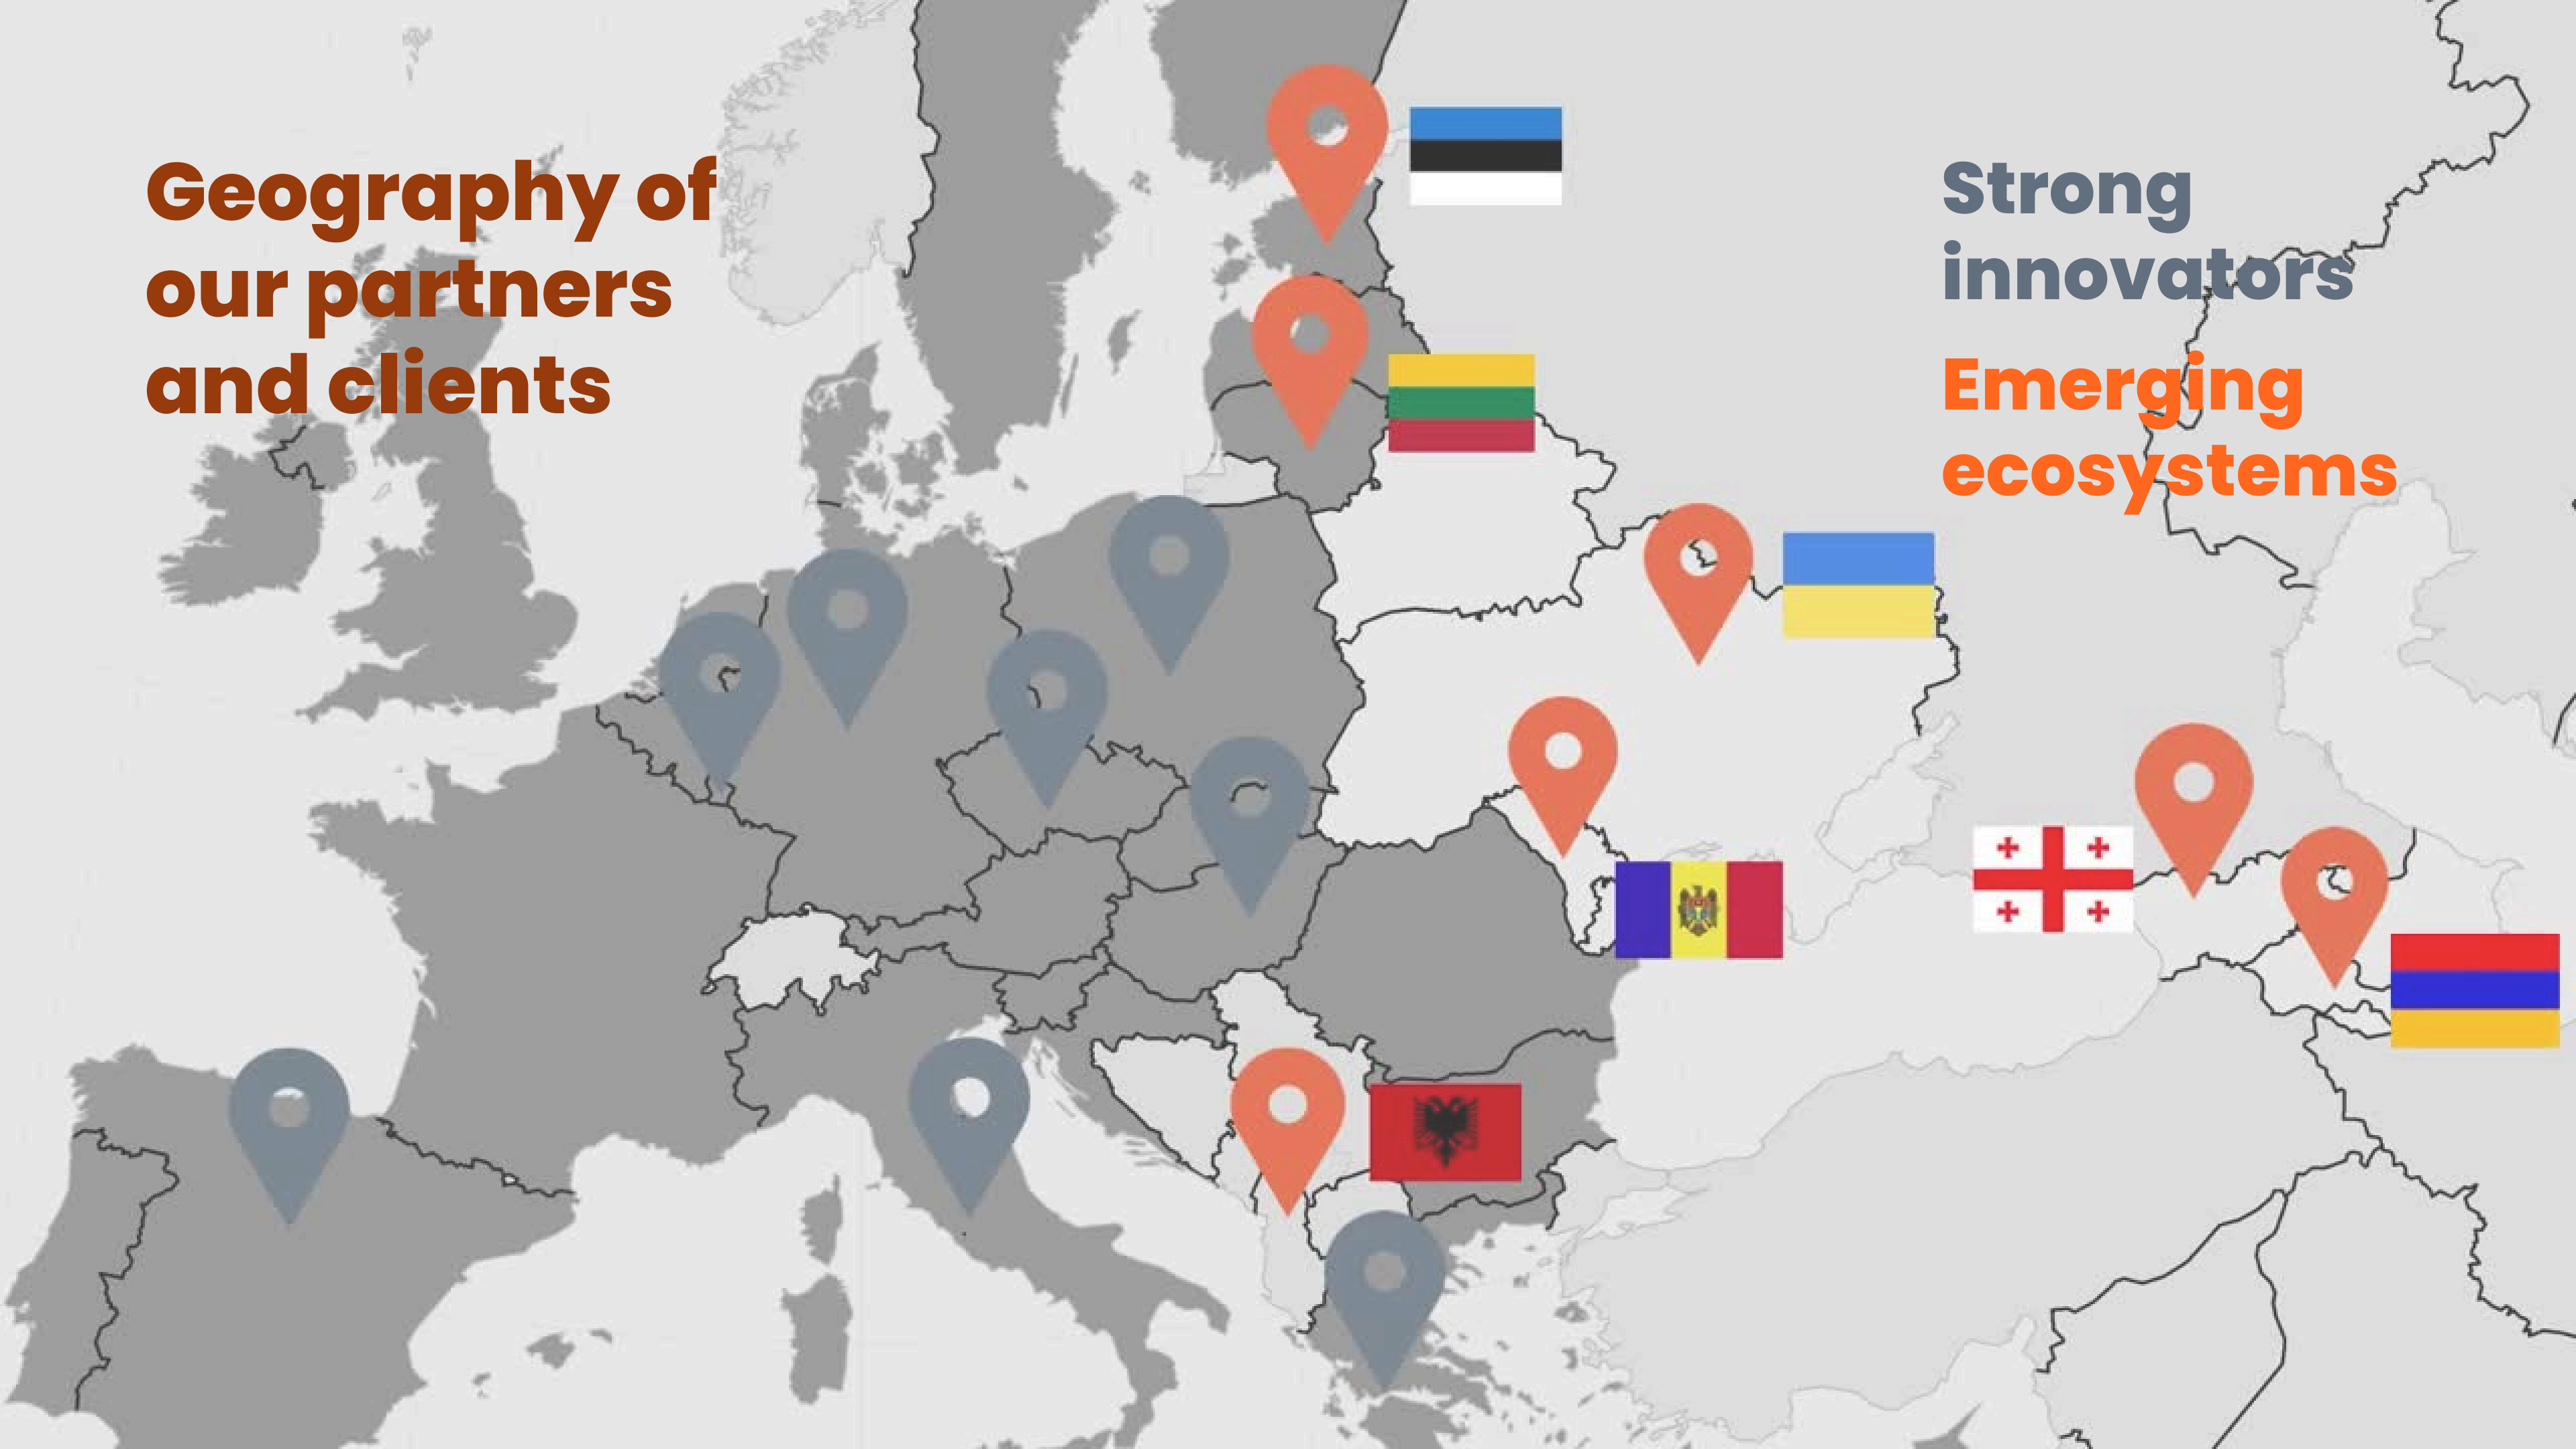 Geography of
our partners
and clients
Strong
innovators
Emerging
ecosystems